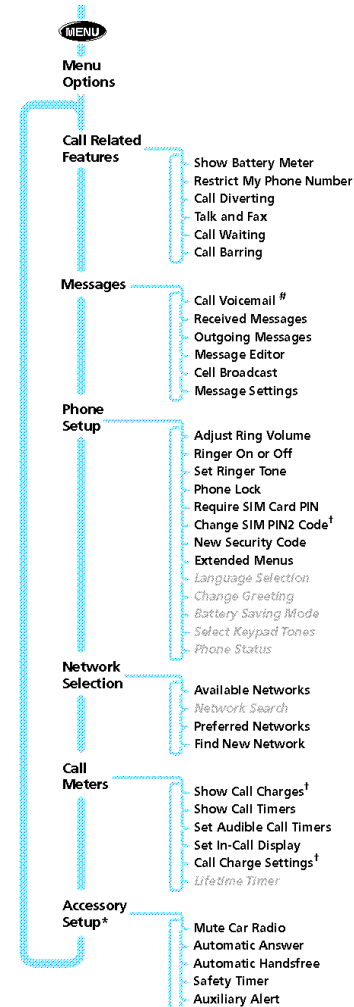 MENU
Menu
Options
Call Related
Features
Show Battery Meter
Restrict My Phone Number
Call Diverting
Talk and Fax
Call Waiting
Call Barring
Messages
Call Voicemail #
Received Messages
Outgoing Messages
Message Editor
Cell Broadcast
Message Settings
Phone
Setup
Adjust Ring Volume
Ringer On or Off
Set Ringer Tone
Phone Lock
Require SIM Card PIN
Change SIM PIN2 Code†
New Security Code
Extended Menus
Language Selection
Change Greeting
Battery Saving Mode
Select Keypad Tones
Phone Status
Network
Selection
Available Networks
Network Search
Preferred Networks
Find New Network
Call
Meters
Show Call Charges†
Show Call Timers
Set Audible Call Timers
Set In-Call Display
Call Charge Settings†
Lifetime Timer
Accessory
Setup*
Mute Car Radio
Automatic Answer
Automatic Handsfree
Safety Timer
Auxiliary Alert